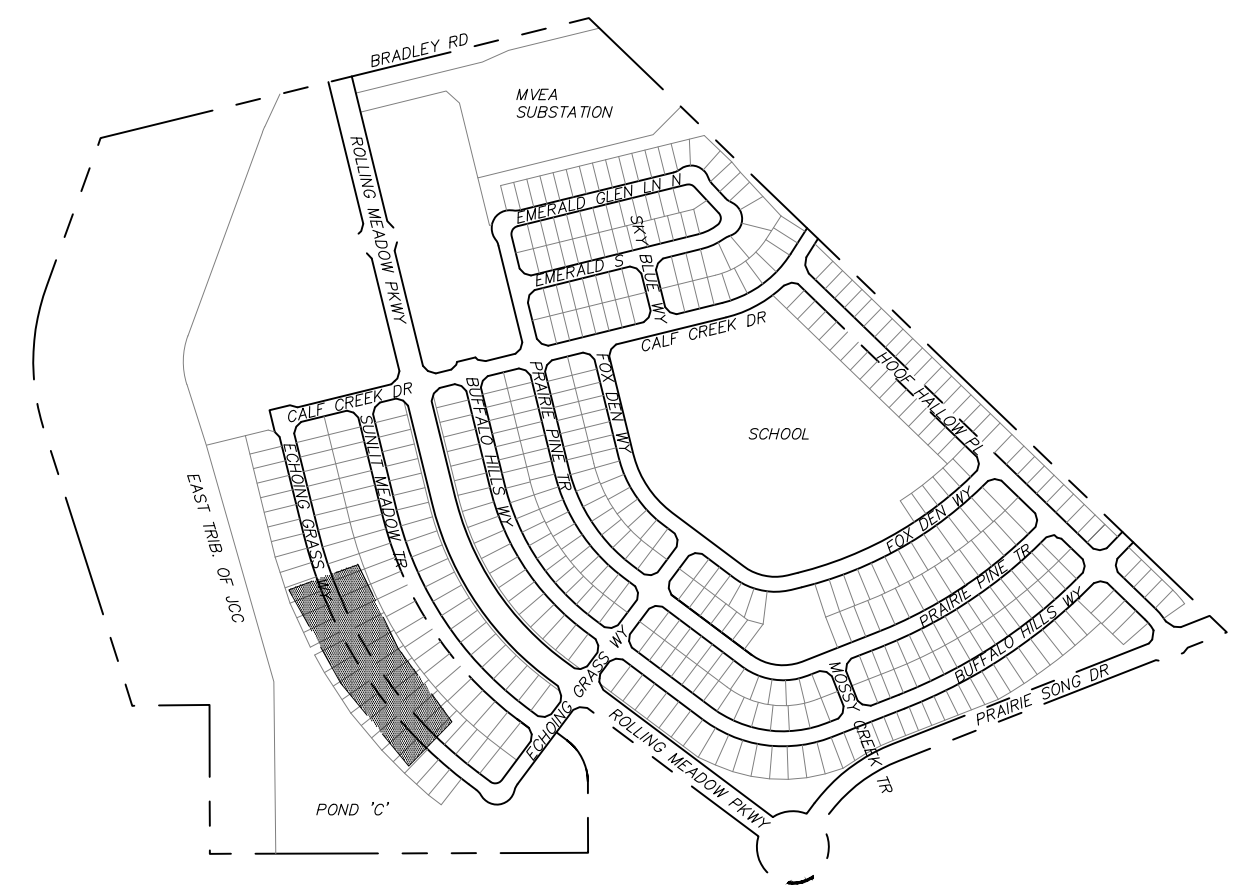 BRADLEY RD
MVEA
SUBSTATION
ROLLING MEADOW PKWY
EMERALD GLEN LN N
SKY BLUE WY
EMERALD S
CALF CREEK DR
HOOF HALLOW PL
CALF CREEK DR
BUFFALO HILLS WY
PRAIRIE PINE TR
FOX DEN WY
SCHOOL
ECHOING GRASS WY
SUNLIT MEADOW TR
EAST TRIB. OF JCC
FOX DEN WY
PRAIRIE PINE TR
BUFFALO HILLS WY
ECHOING GRASS WY
MOSSY CREEK TR
PRAIRIE SONG DR
ROLLING MEADOW PKWY
POND 'C'